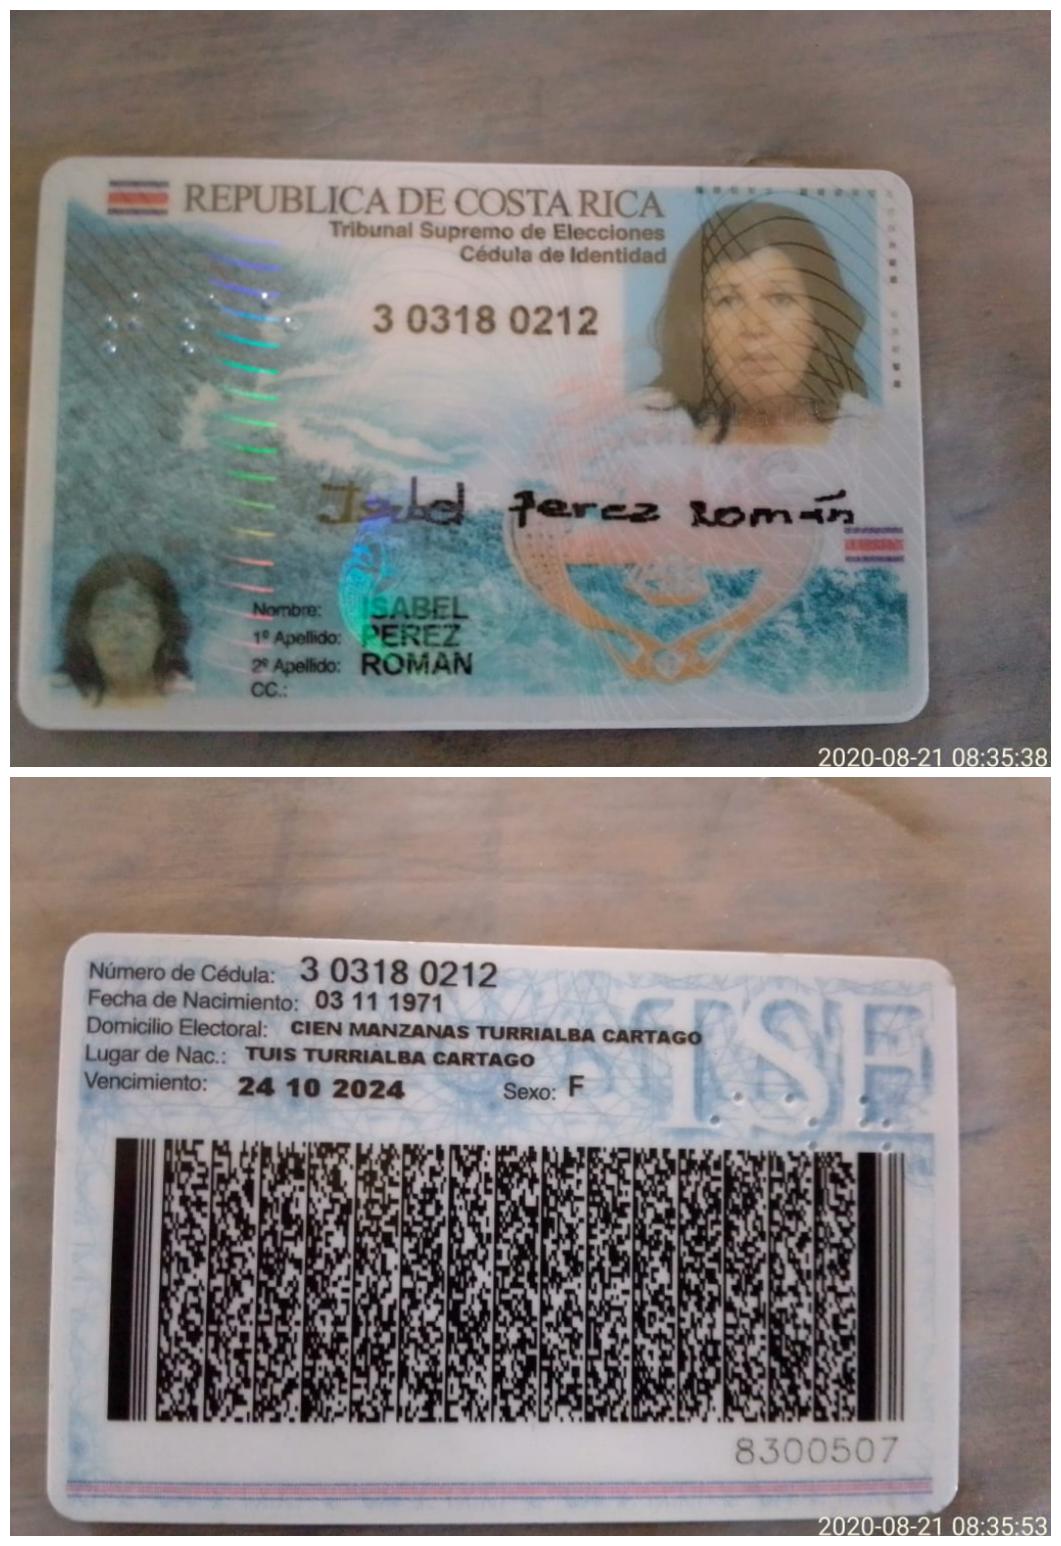 REPUBLICA DE COSTA RICA
Tribunal Supremo de Elecciones
Cédula de Identidad
3 0318 0212
Isabel Perez Román
Nombre: ISABEL
1º Apellido: PEREZ
2º Apellido: ROMAN
CC.:
2020-08-21 08:35:38
Número de Cédula: 3 0318 0212
Fecha de Nacimiento: 03 11 1971
Domicilio Electoral: CIEN MANZANAS TURRIALBA CARTAGO
Lugar de Nac.: TUIS TURRIALBA CARTAGO
Vencimiento: 24 10 2024 Sexo: F
TSE
8300507
2020-08-21 08:35:53